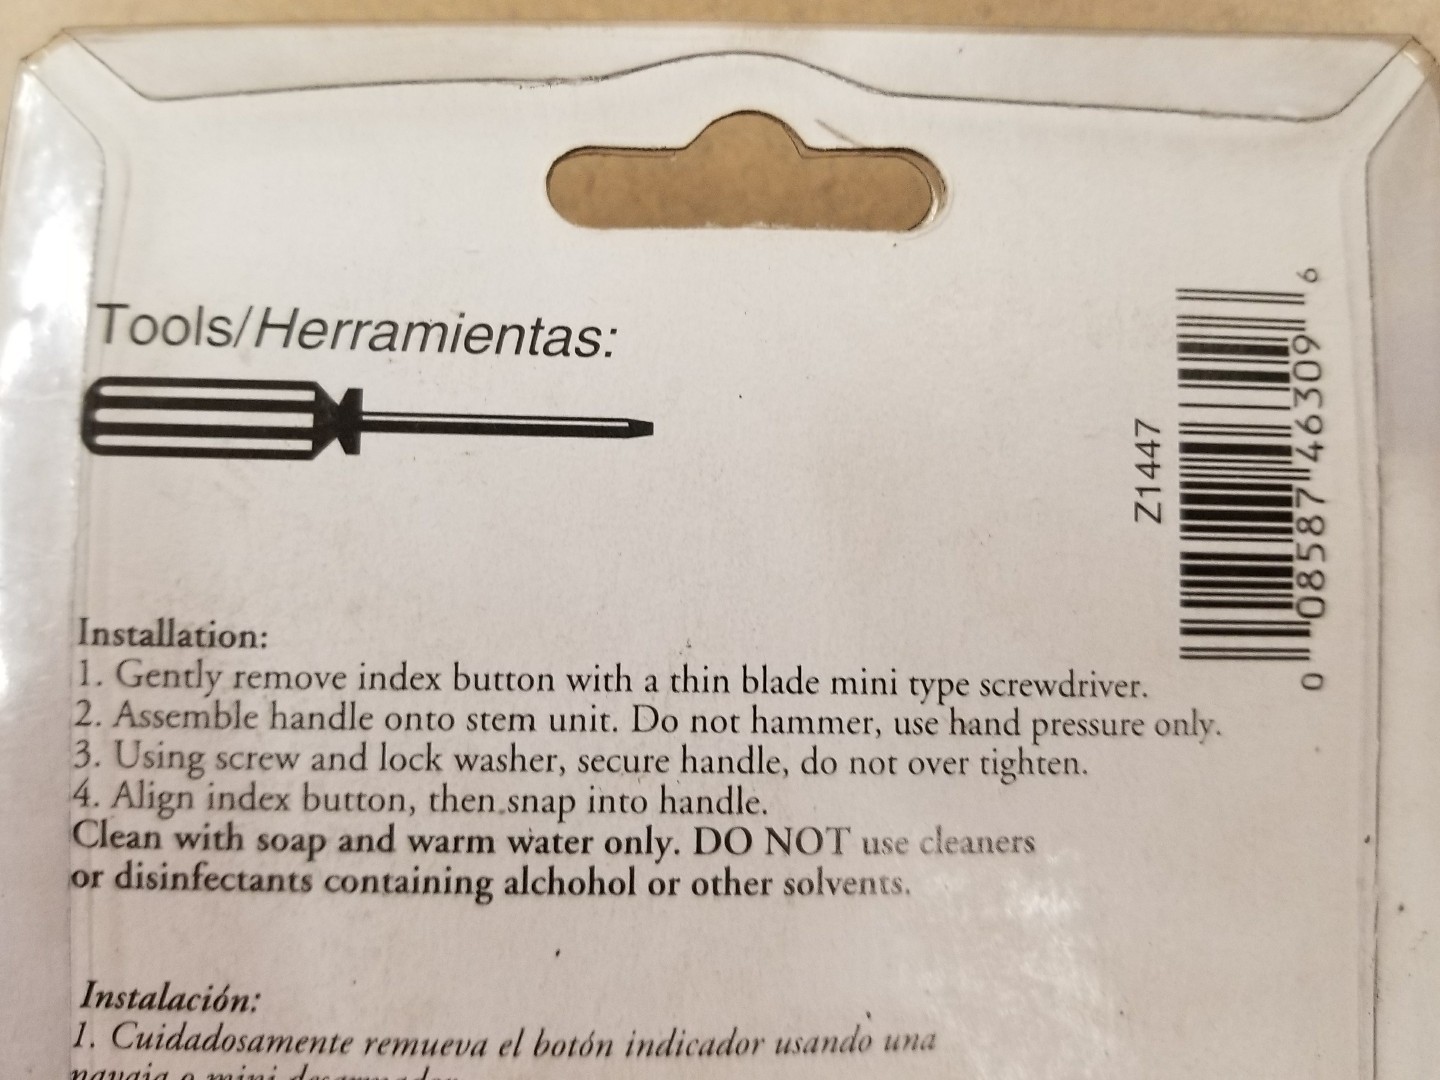 Tools/Herramientas:
Z1447
0 08587 46309 6
Installation:
1. Gently remove index button with a thin blade mini type screwdriver.
2. Assemble handle onto stem unit. Do not hammer, use hand pressure only.
3. Using screw and lock washer, secure handle, do not over tighten.
4. Align index button, then snap into handle.
Clean with soap and warm water only. DO NOT use cleaners
or disinfectants containing alchohol or other solvents.
Instalación:
1. Cuidadosamente remueva el botón indicador usando una
navaja o mini